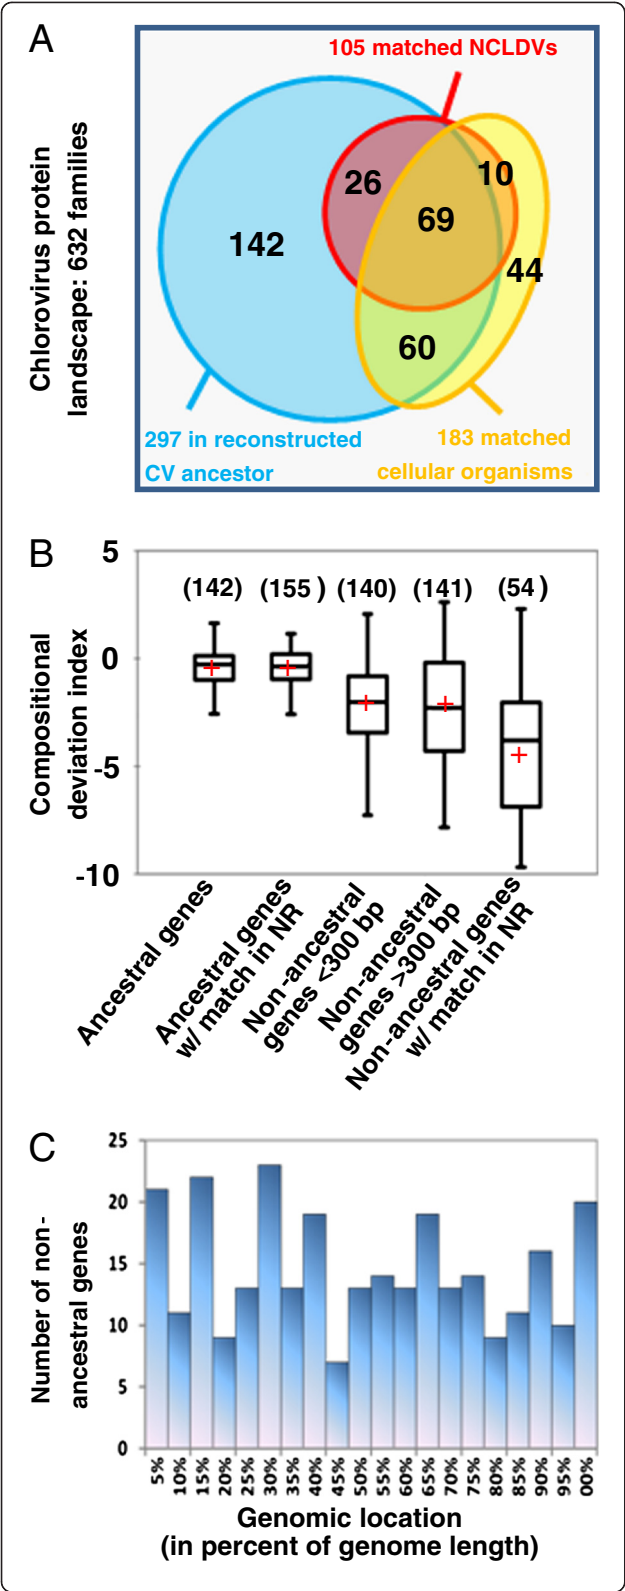 A
105 matched NCLDVs
Chlorovirus protein
landscape: 632 families
26
10
142
69
44
60
297 in reconstructed
CV ancestor
183 matched
cellular organisms
B
Compositional
deviation index
5
0
-5
-10
(142) (155 ) (140) (141) (54 )
Ancestral genes
Ancestral genes
w/ match in NR
Non-ancestral
genes <300 bp
Non-ancestral
genes >300 bp
Non-ancestral genes
w/ match in NR
C
Number of non-
ancestral genes
25
20
15
10
5
0
5% 10% 15% 20% 25% 30% 35% 40% 45% 50% 55% 60% 65% 70% 75% 80% 85% 90% 95% 00%
Genomic location
(in percent of genome length)